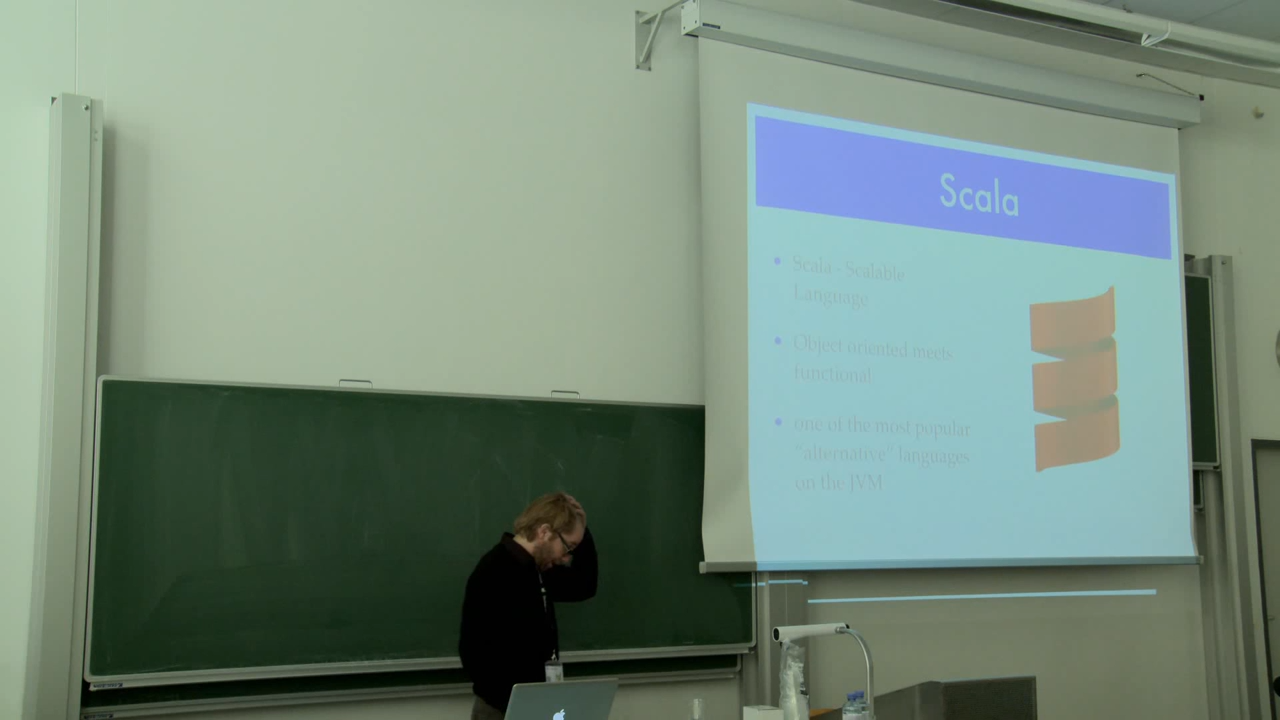 Scala
Scala - Scalable
Language
Object oriented meets
functional
one of the most popular
"alternative" languages
on the JVM